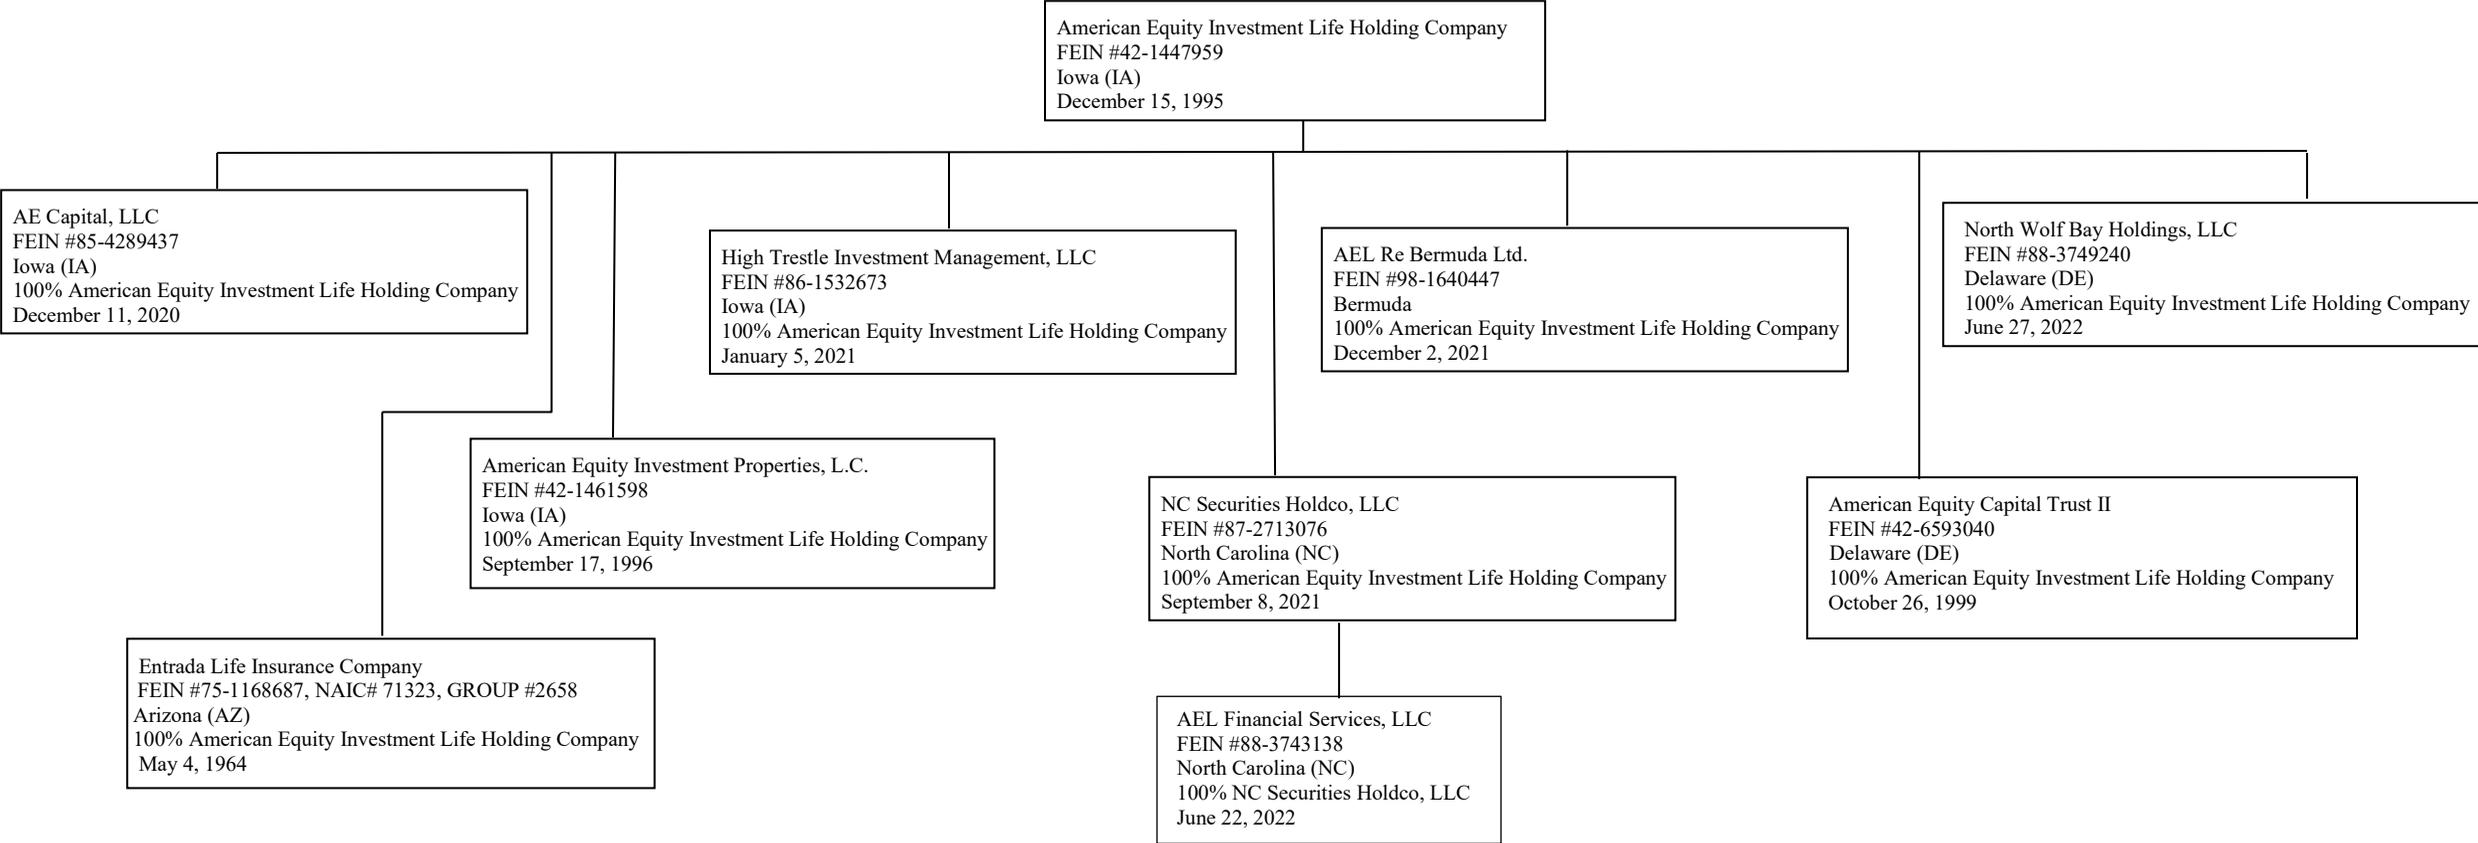 American Equity Investment Life Holding Company
FEIN #42-1447959
Iowa (IA)
December 15, 1995
AE Capital, LLC
FEIN #85-4289437
Iowa (IA)
100% American Equity Investment Life Holding Company
December 11, 2020
High Trestle Investment Management, LLC
FEIN #86-1532673
Iowa (IA)
100% American Equity Investment Life Holding Company
January 5, 2021
AEL Re Bermuda Ltd.
FEIN #98-1640447
Bermuda
100% American Equity Investment Life Holding Company
December 2, 2021
North Wolf Bay Holdings, LLC
FEIN #88-3749240
Delaware (DE)
100% American Equity Investment Life Holding Company
June 27, 2022
American Equity Investment Properties, L.C.
FEIN #42-1461598
Iowa (IA)
100% American Equity Investment Life Holding Company
September 17, 1996
NC Securities Holdco, LLC
FEIN #87-2713076
North Carolina (NC)
100% American Equity Investment Life Holding Company
September 8, 2021
American Equity Capital Trust II
FEIN #42-6593040
Delaware (DE)
100% American Equity Investment Life Holding Company
October 26, 1999
Entrada Life Insurance Company
FEIN #75-1168687, NAIC# 71323, GROUP #2658
Arizona (AZ)
100% American Equity Investment Life Holding Company
May 4, 1964
AEL Financial Services, LLC
FEIN #88-3743138
North Carolina (NC)
100% NC Securities Holdco, LLC
June 22, 2022